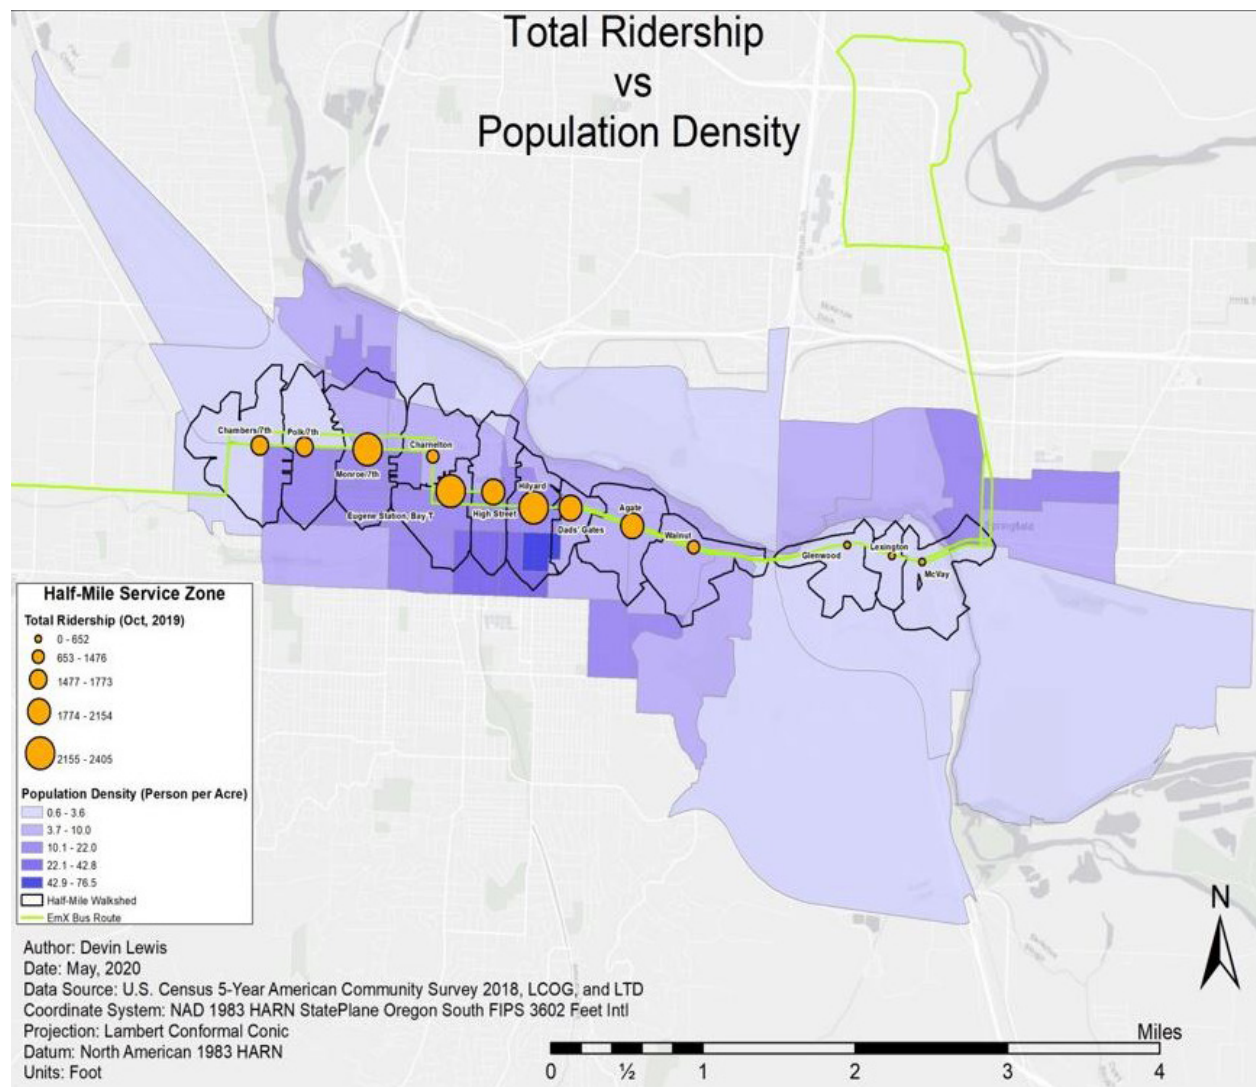 Total Ridership
vs
Population Density
Chambers/7th
Polk/7th
Monroe/7th
Charnelton
Eugene Station, Bay T.
High Street
Hilyard
Dads' Gates
Agate
Walnut
Glenwood
Lexington
McVay
Springfield
Half-Mile Service Zone
Total Ridership (Oct, 2019)
0 - 652
653 - 1476
1477 - 1773
1774 - 2154
2155 - 2405
Population Density (Person per Acre)
0.6 - 3.6
3.7 - 10.0
10.1 - 22.0
22.1 - 42.8
42.9 - 76.5
Half-Mile Walkshed
EmX Bus Route
Author: Devin Lewis
Date: May, 2020
Data Source: U.S. Census 5-Year American Community Survey 2018, LCOG, and LTD
Coordinate System: NAD 1983 HARN StatePlane Oregon South FIPS 3602 Feet Intl
Projection: Lambert Conformal Conic
Datum: North American 1983 HARN
Units: Foot
N
Miles
0 ½ 1 2 3 4